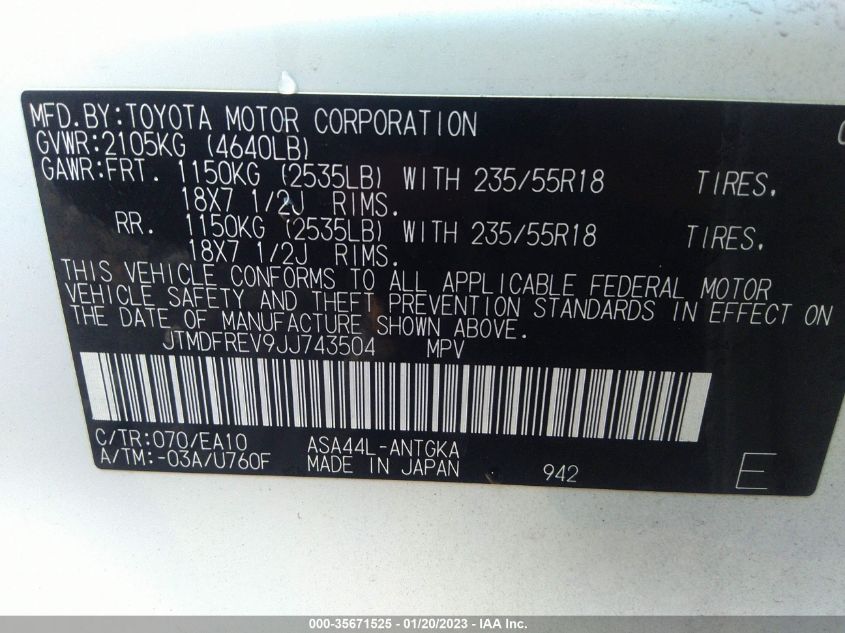 MFD.BY:TOYOTA MOTOR CORPORATION
GVWR:2105KG (4640LB)
GAWR:FRT. 1150KG (2535LB) WITH 235/55R18 TIRES,
18X7 1/2J RIMS.
RR. 1150KG (2535LB) WITH 235/55R18 TIRES,
18X7 1/2J RIMS.
THIS VEHICLE CONFORMS TO ALL APPLICABLE FEDERAL MOTOR
VEHICLE SAFETY AND THEFT PREVENTION STANDARDS IN EFFECT ON
THE DATE OF MANUFACTURE SHOWN ABOVE.
JTMDFREV9JJ743504 MPV
C/TR:070/EA10 ASA44L-ANTGKA
A/TM:-03A/U760F MADE IN JAPAN 942 E
000-35671525 - 01/20/2023 - IAA Inc.